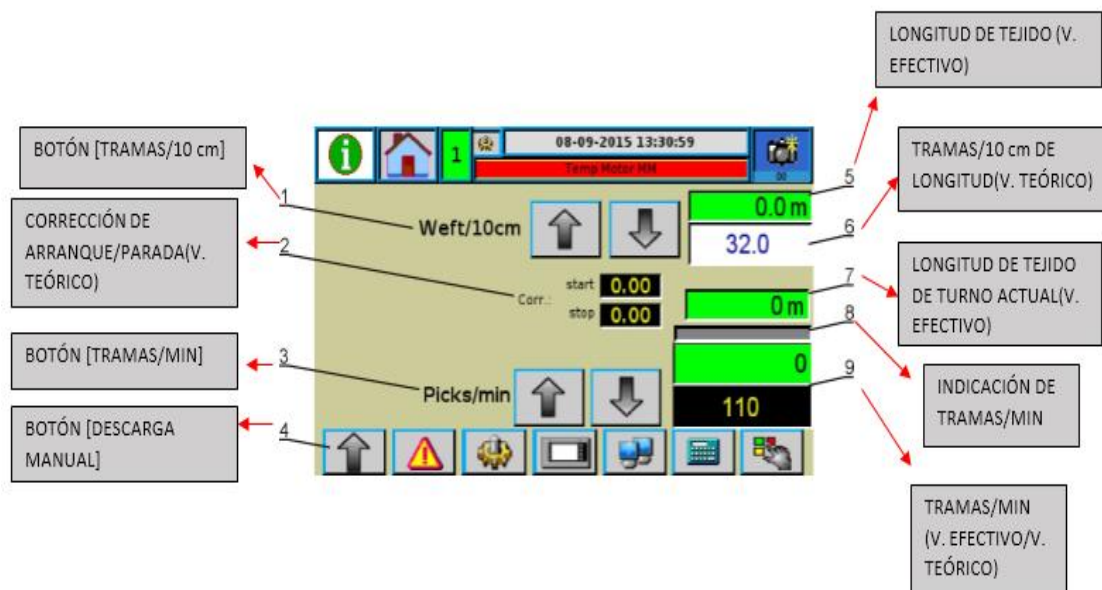 LONGITUD DE TEJIDO (V.
EFECTIVO)
BOTÓN [TRAMAS/10 cm]
CORRECCIÓN DE
ARRANQUE/PARADA(V.
TEÓRICO)
BOTÓN [TRAMAS/MIN]
BOTÓN [DESCARGA
MANUAL]
1
2
3
4
1
08-09-2015 13:30:59
Temp Motor MM
00
Weft/10cm
0.0 m
32.0
Corr.:
start 0.00
stop 0.00
0 m
0
Picks/min
110
5
6
7
8
9
TRAMAS/10 cm DE
LONGITUD(V. TEÓRICO)
LONGITUD DE TEJIDO
DE TURNO ACTUAL(V.
EFECTIVO)
INDICACIÓN DE
TRAMAS/MIN
TRAMAS/MIN
(V. EFECTIVO/V.
TEÓRICO)